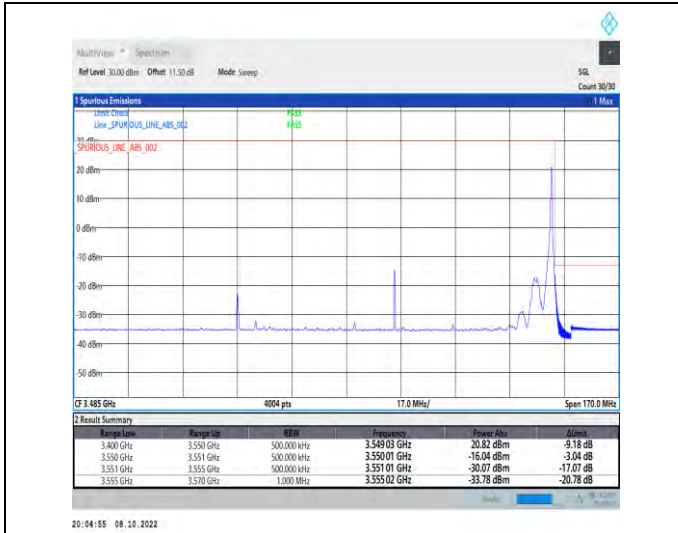 MultiView Spectrum
Ref Level 30.00 dBm Offset 11.50 dB Mode Sweep SGL
Count 30/30
1 Spurious Emissions 1 Max
Limit Check PASS
Line _SPURIOUS_LINE_ABS_002 PASS
30 dBm
_SPURIOUS_LINE_ABS_002
20 dBm
10 dBm
0 dBm
-10 dBm
-20 dBm
-30 dBm
-40 dBm
-50 dBm
CF 3.485 GHz 4004 pts 17.0 MHz/ Span 170.0 MHz
2 Result Summary
Range Low Range Up RBW Frequency Power Abs ΔLimit
3.400 GHz 3.550 GHz 500.000 kHz 3.549 03 GHz 20.82 dBm -9.18 dB
3.550 GHz 3.551 GHz 500.000 kHz 3.550 01 GHz -16.04 dBm -3.04 dB
3.551 GHz 3.555 GHz 500.000 kHz 3.551 01 GHz -30.07 dBm -17.07 dB
3.555 GHz 3.570 GHz 1.000 MHz 3.555 02 GHz -33.78 dBm -20.78 dB
20:04:55 08.10.2022